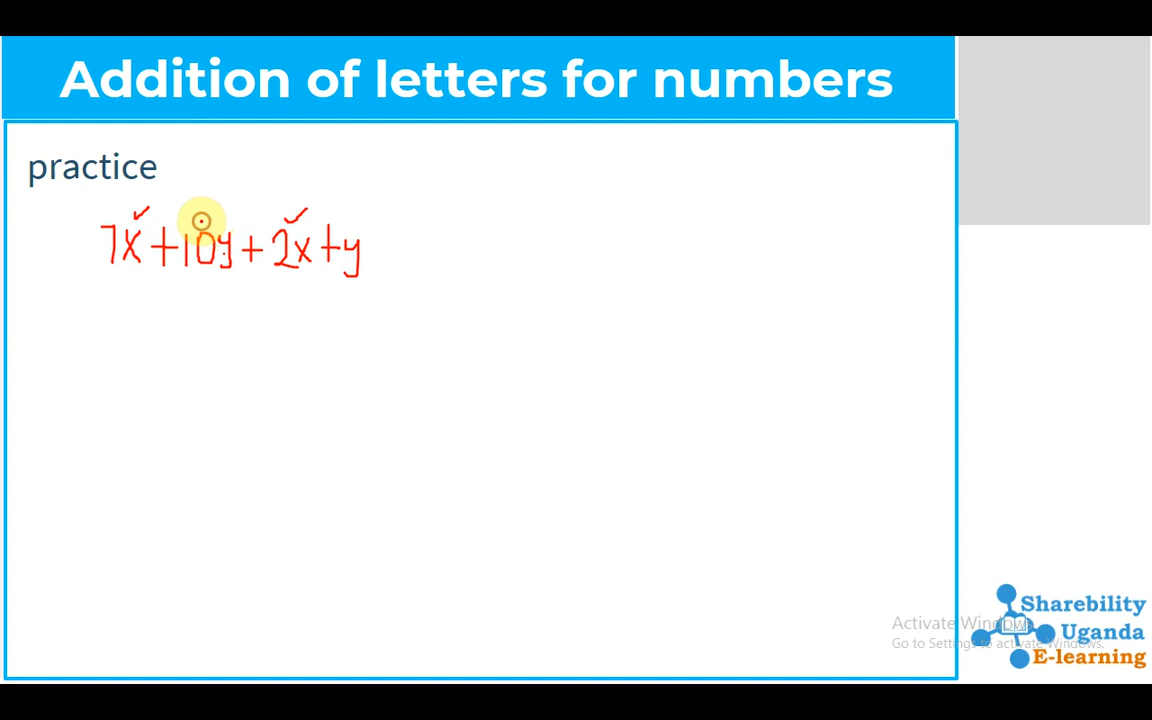 Addition of letters for numbers
practice
7x + 10y + 2x + y
Activate Windows
Go to Settings to activate Windows.
Sharebility
Uganda
E-learning